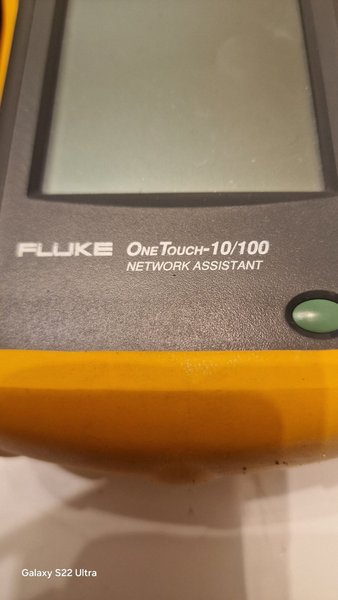 FLUKE ONETOUCH-10/100
NETWORK ASSISTANT
Galaxy S22 Ultra